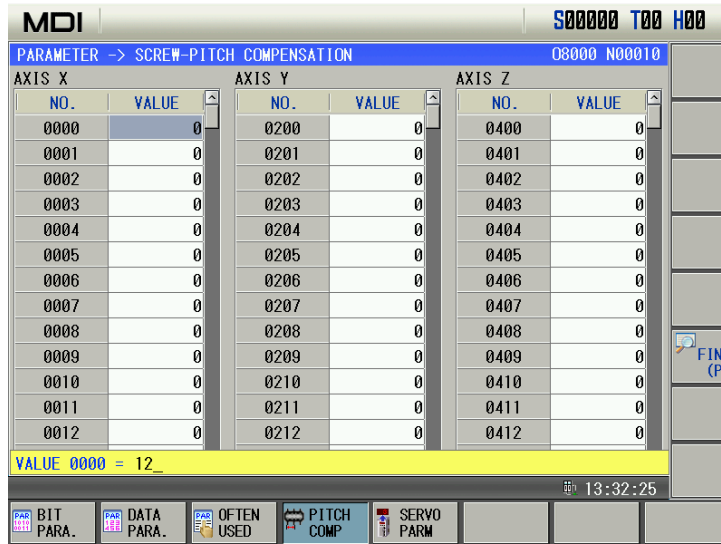 MDI S00000 T00 H00
PARAMETER -> SCREW-PITCH COMPENSATION O8000 N00010
AXIS X AXIS Y AXIS Z
NO. VALUE NO. VALUE NO. VALUE
0000 0 0200 0 0400 0
0001 0 0201 0 0401 0
0002 0 0202 0 0402 0
0003 0 0203 0 0403 0
0004 0 0204 0 0404 0
0005 0 0205 0 0405 0
0006 0 0206 0 0406 0
0007 0 0207 0 0407 0
0008 0 0208 0 0408 0
0009 0 0209 0 0409 0
0010 0 0210 0 0410 0
0011 0 0211 0 0411 0
0012 0 0212 0 0412 0
FIN
(P
VALUE 0000 = 12_
13:32:25
PAR BIT PAR DATA PAR OFTEN PITCH SERVO
PARA. PARA. USED COMP PARM